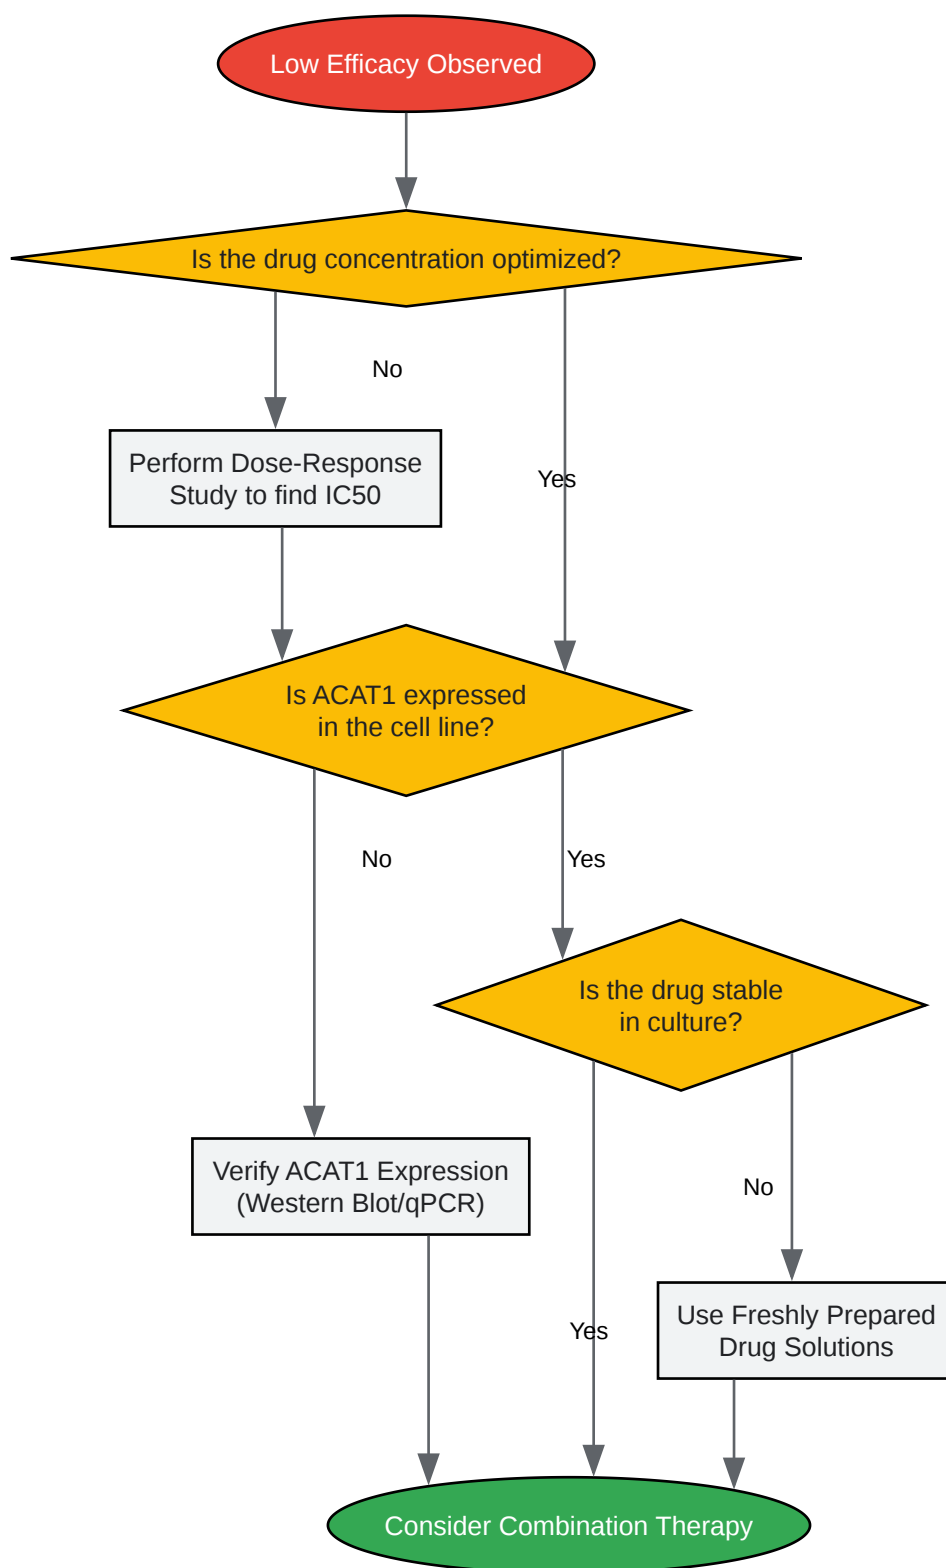 Low Efficacy Observed
Is the drug concentration optimized?
No
Perform Dose-Response
Study to find IC50
Yes
Is ACAT1 expressed
in the cell line?
No
Yes
Is the drug stable
in culture?
Verify ACAT1 Expression
(Western Blot/qPCR)
No
Use Freshly Prepared
Drug Solutions
Yes
Consider Combination Therapy